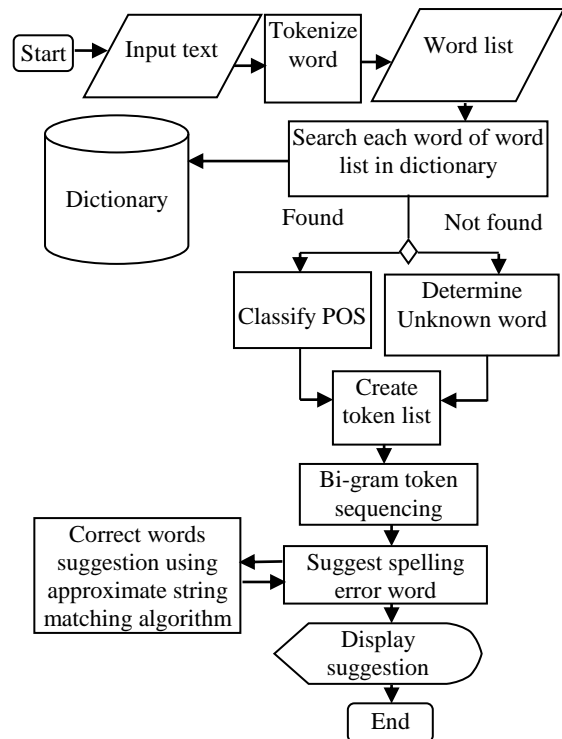 Start
Input text
Tokenize
word
Word list
Search each word of word
list in dictionary
Dictionary
Found
Not found
Classify POS
Determine
Unknown word
Create
token list
Bi-gram token
sequencing
Correct words
suggestion using
approximate string
matching algorithm
Suggest spelling
error word
Display
suggestion
End